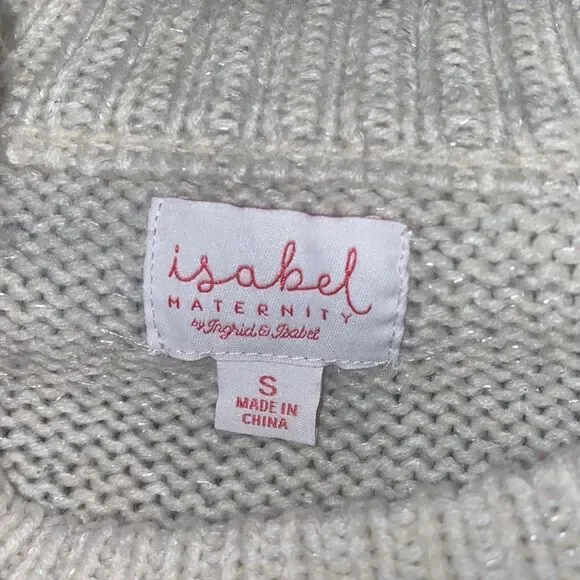 isabel
MATERNITY
by Ingrid & Isabel
S
MADE IN
CHINA